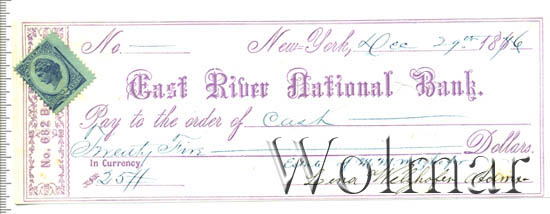 No. — New-York, Dec 29th 1876
East River National Bank.
Pay to the order of Cash
Twenty Five — Dollars.
In Currency.
$25
No. 682 B
Wolmar